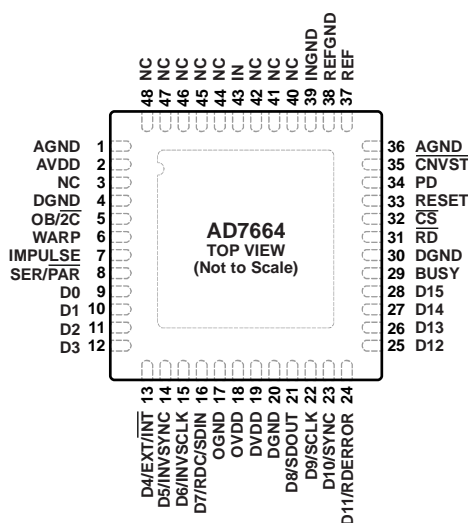 48 NC
47 NC
46 NC
45 NC
44 NC
43 IN
42 NC
41 NC
40 NC
39 INGND
38 REFGND
37 REF
AGND 1
AVDD 2
NC 3
DGND 4
OB/2C 5
WARP 6
IMPULSE 7
SER/PAR 8
D0 9
D1 10
D2 11
D3 12
AD7664
TOP VIEW
(Not to Scale)
36 AGND
35 CNVST
34 PD
33 RESET
32 CS
31 RD
30 DGND
29 BUSY
28 D15
27 D14
26 D13
25 D12
D4/EXT/INT 13
D5/INVSYNC 14
D6/INVSCLK 15
D7/RDC/SDIN 16
OGND 17
OVDD 18
DVDD 19
DGND 20
D8/SDOUT 21
D9/SCLK 22
D10/SYNC 23
D11/RDERROR 24